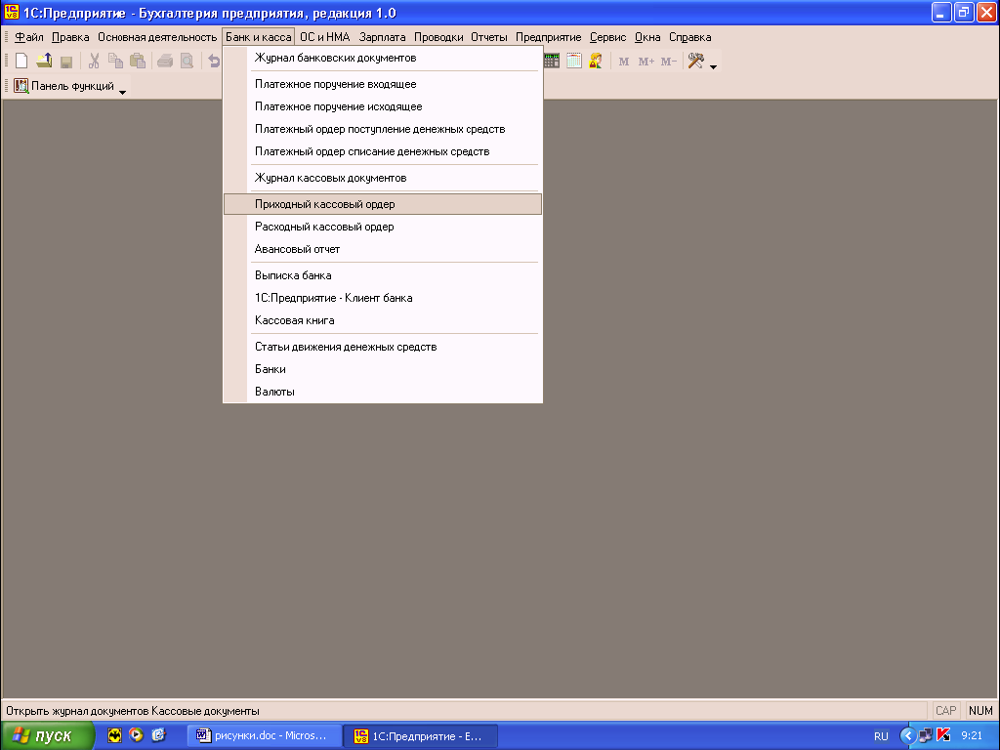 1С:Предприятие - Бухгалтерия предприятия, редакция 1.0
Файл Правка Основная деятельность Банк и касса ОС и НМА Зарплата Проводки Отчеты Предприятие Сервис Окна Справка
M M+ M-
Панель функций
Журнал банковских документов
Платежное поручение входящее
Платежное поручение исходящее
Платежный ордер поступление денежных средств
Платежный ордер списание денежных средств
Журнал кассовых документов
Приходный кассовый ордер
Расходный кассовый ордер
Авансовый отчет
Выписка банка
1С:Предприятие - Клиент банка
Кассовая книга
Статьи движения денежных средств
Банки
Валюты
Открыть журнал документов Кассовые документы CAP NUM
пуск рисунки.doc - Micros... 1С:Предприятие - Б... RU 9:21